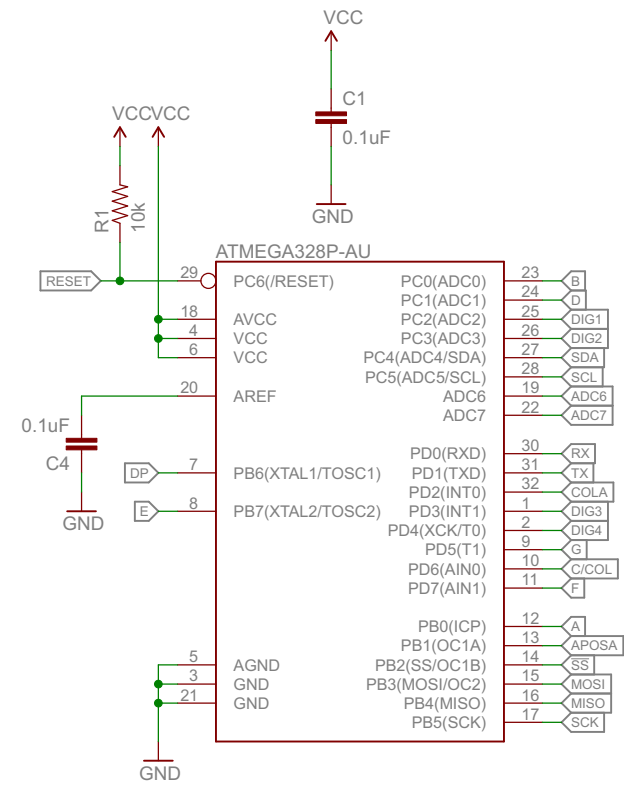 VCC
C1
0.1uF
GND
VCC VCC
R1
10k
ATMEGA328P-AU
RESET 29 PC6(/RESET) PC0(ADC0) 23 B
PC1(ADC1) 24 D
18 AVCC PC2(ADC2) 25 DIG1
4 VCC PC3(ADC3) 26 DIG2
6 VCC PC4(ADC4/SDA) 27 SDA
PC5(ADC5/SCL) 28 SCL
20 AREF ADC6 19 ADC6
ADC7 22 ADC7
0.1uF
C4
GND
PD0(RXD) 30 RX
DP 7 PB6(XTAL1/TOSC1) PD1(TXD) 31 TX
PD2(INT0) 32 COLA
E 8 PB7(XTAL2/TOSC2) PD3(INT1) 1 DIG3
PD4(XCK/T0) 2 DIG4
PD5(T1) 9 G
PD6(AIN0) 10 C/COL
PD7(AIN1) 11 F
PB0(ICP) 12 A
PB1(OC1A) 13 APOSA
5 AGND PB2(SS/OC1B) 14 SS
3 GND PB3(MOSI/OC2) 15 MOSI
21 GND PB4(MISO) 16 MISO
PB5(SCK) 17 SCK
GND